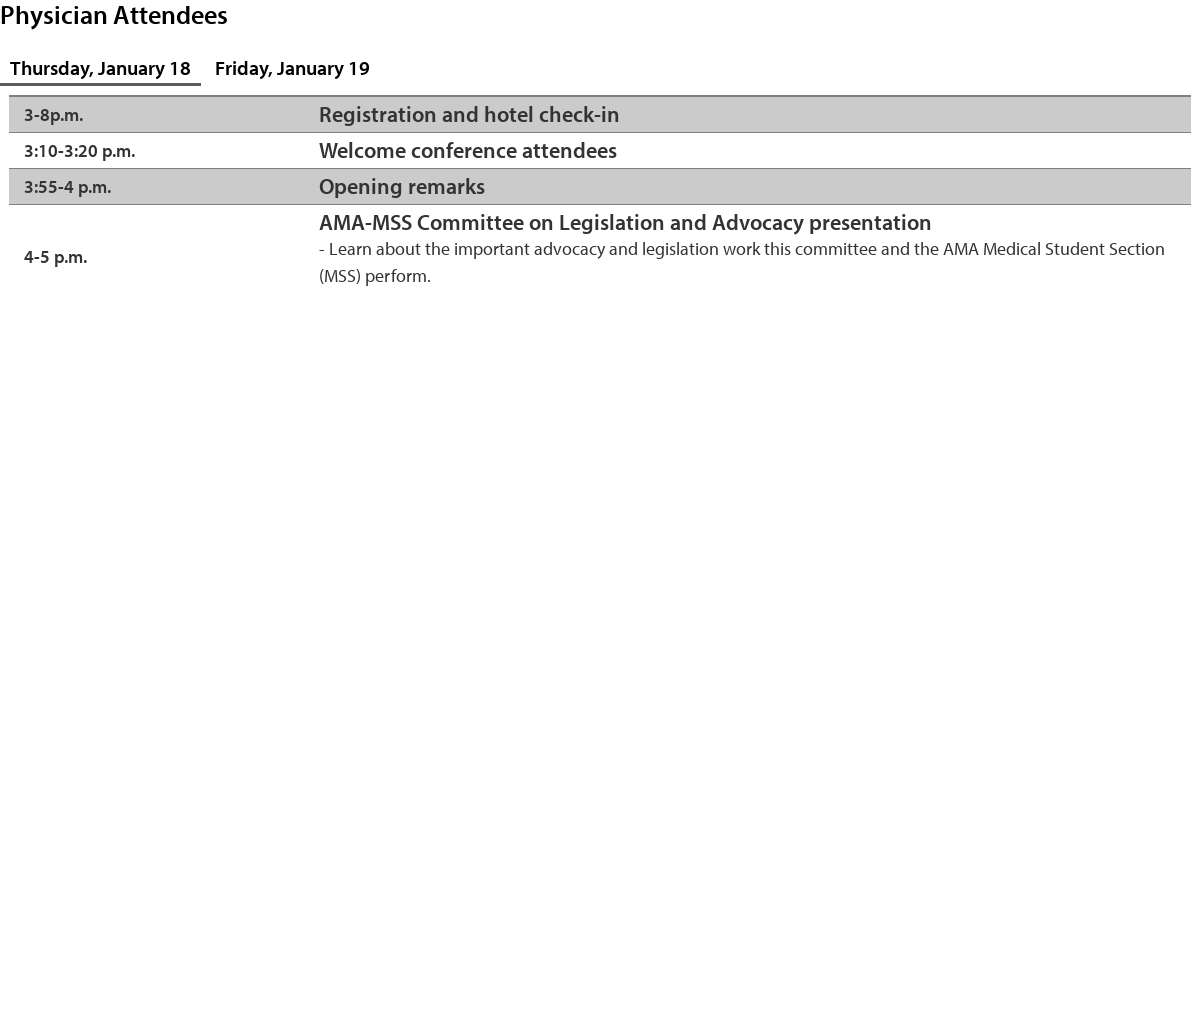 Physician Attendees
Thursday, January 18 Friday, January 19
3-8p.m. Registration and hotel check-in
3:10-3:20 p.m. Welcome conference attendees
3:55-4 p.m. Opening remarks
AMA-MSS Committee on Legislation and Advocacy presentation
4-5 p.m. - Learn about the important advocacy and legislation work this committee and the AMA Medical Student Section
(MSS) perform.